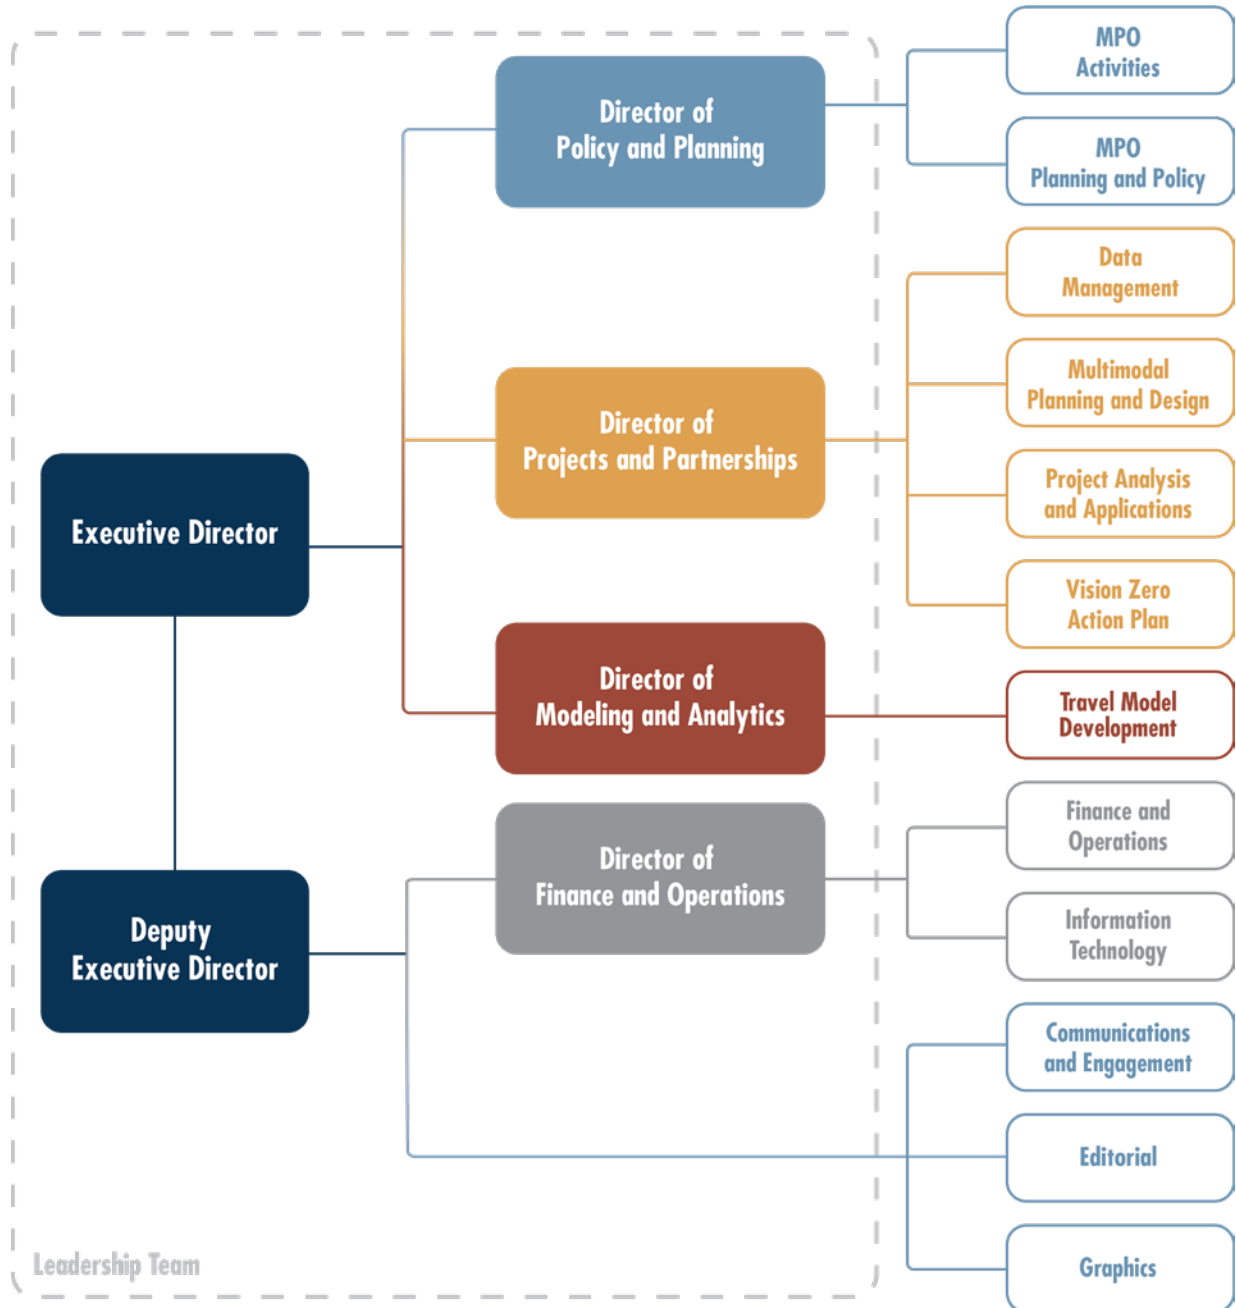 MPO
Activities
Director of
Policy and Planning
MPO
Planning and Policy
Data
Management
Multimodal
Planning and Design
Director of
Projects and Partnerships
Project Analysis
and Applications
Executive Director
Vision Zero
Action Plan
Director of
Modeling and Analytics
Travel Model
Development
Finance and
Operations
Director of
Finance and Operations
Information
Technology
Deputy
Executive Director
Communications
and Engagement
Editorial
Graphics
Leadership Team